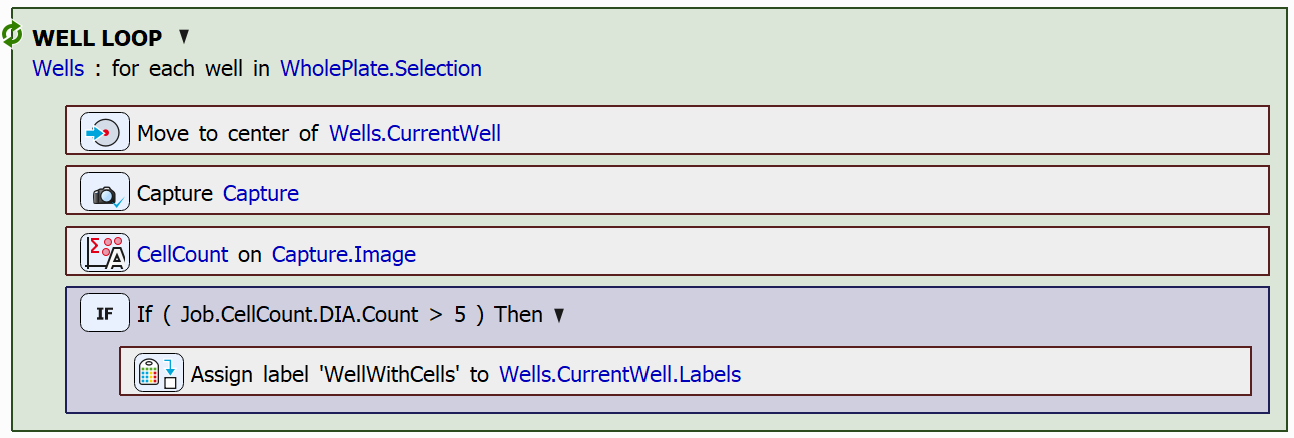 WELL LOOP ▼
Wells : for each well in WholePlate.Selection
Move to center of Wells.CurrentWell
Capture Capture
CellCount on Capture.Image
IF If ( Job.CellCount.DIA.Count > 5 ) Then ▼
Assign label 'WellWithCells' to Wells.CurrentWell.Labels